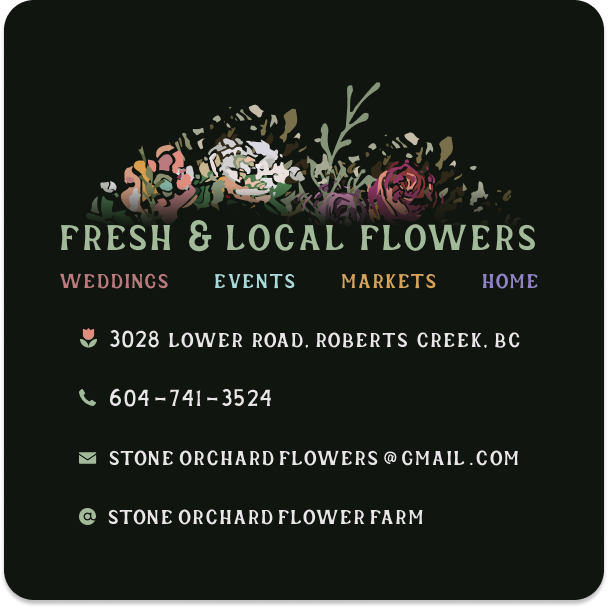 FRESH & LOCAL FLOWERS
WEDDINGS EVENTS MARKETS HOME
3028 LOWER ROAD, ROBERTS CREEK, BC
604-741-3524
STONE ORCHARD FLOWERS @ GMAIL.COM
STONE ORCHARD FLOWER FARM